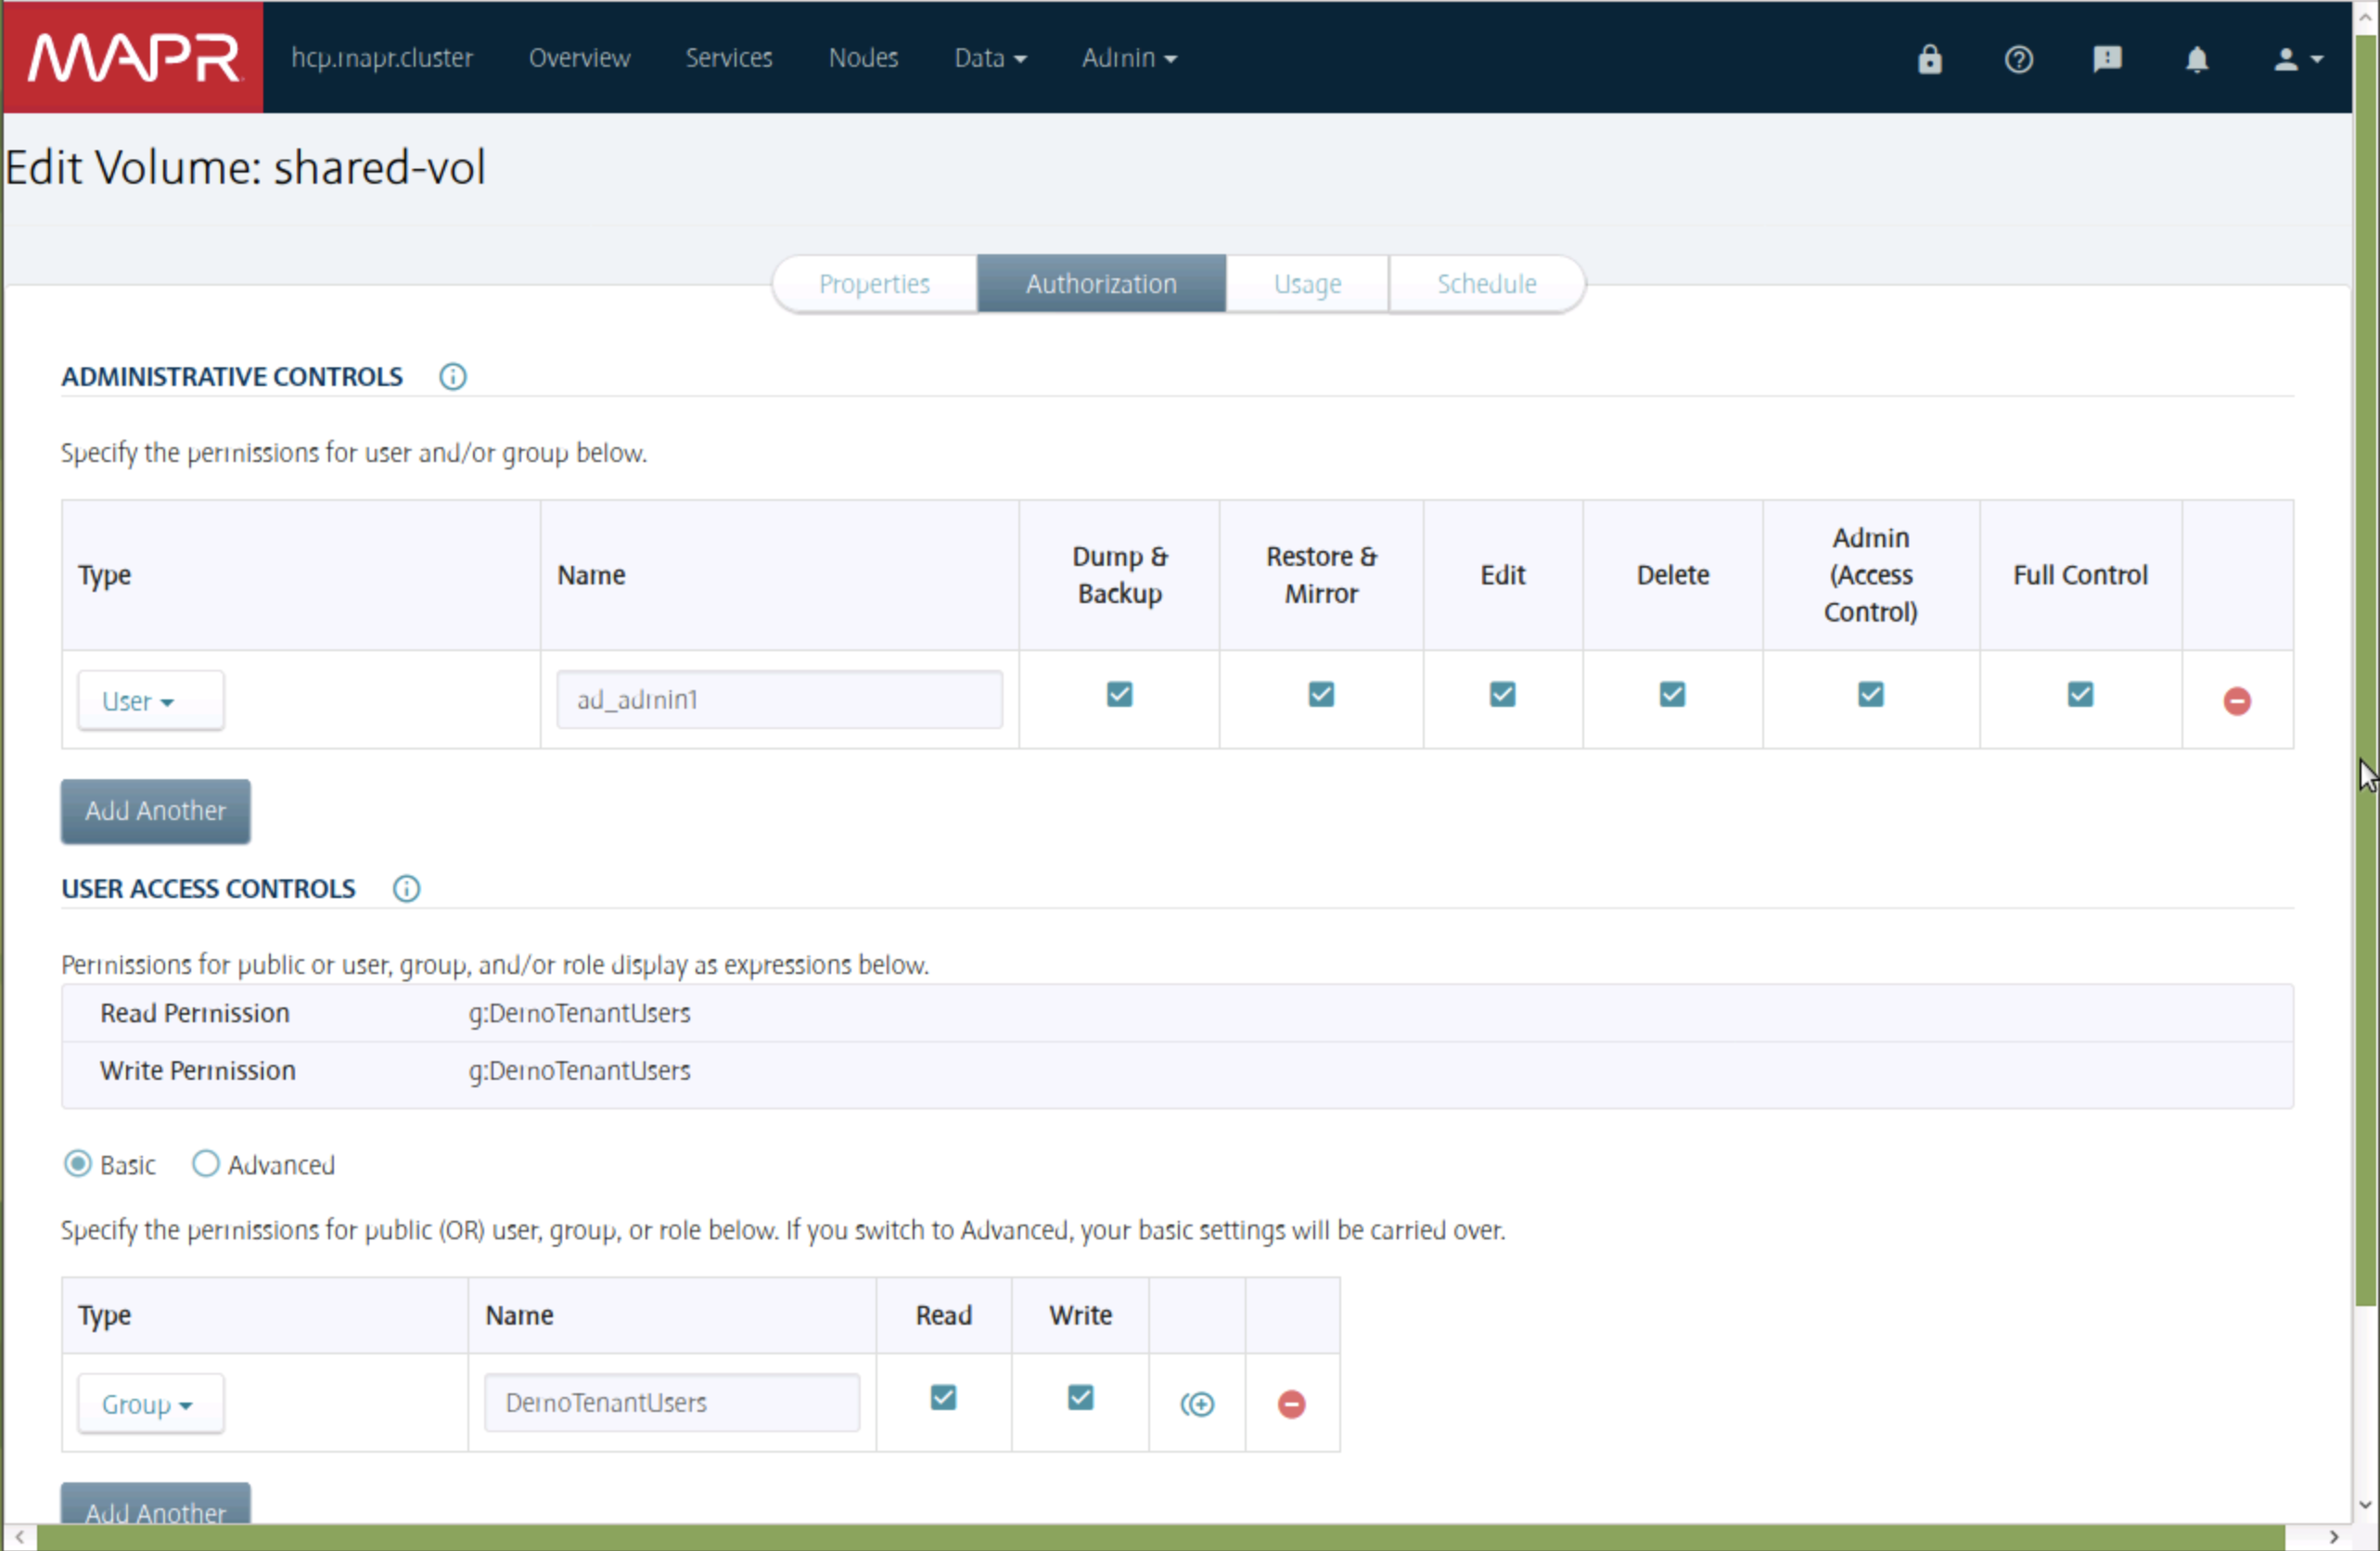 MAPR hcp.mapr.cluster Overview Services Nodes Data Admin
Edit Volume: shared-vol
Properties Authorization Usage Schedule
ADMINISTRATIVE CONTROLS
Specify the permissions for user and/or group below.
Type Name Dump & Backup Restore & Mirror Edit Delete Admin (Access Control) Full Control
User ad_admin1
Add Another
USER ACCESS CONTROLS
Permissions for public or user, group, and/or role display as expressions below.
Read Permission g:DemoTenantUsers
Write Permission g:DemoTenantUsers
Basic Advanced
Specify the permissions for public (OR) user, group, or role below. If you switch to Advanced, your basic settings will be carried over.
Type Name Read Write
Group DemoTenantUsers
Add Another